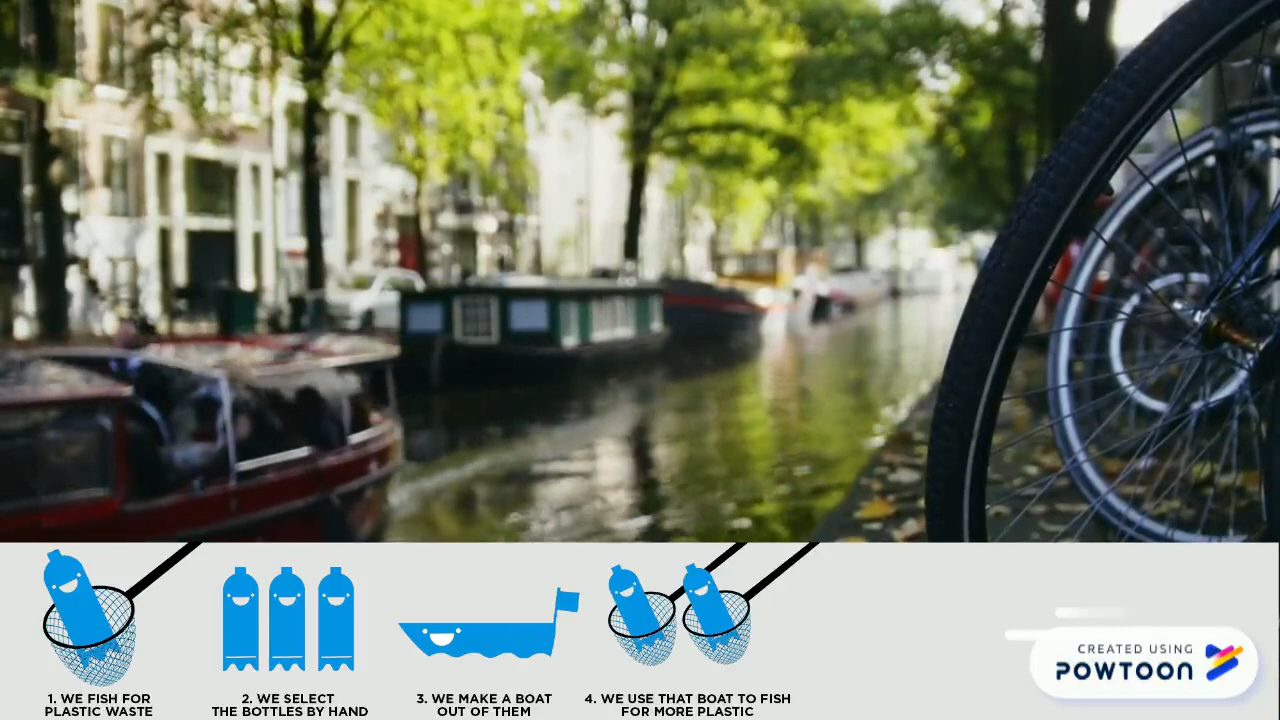 1. WE FISH FOR
PLASTIC WASTE
2. WE SELECT
THE BOTTLES BY HAND
3. WE MAKE A BOAT
OUT OF THEM
4. WE USE THAT BOAT TO FISH
FOR MORE PLASTIC
CREATED USING
POWTOON